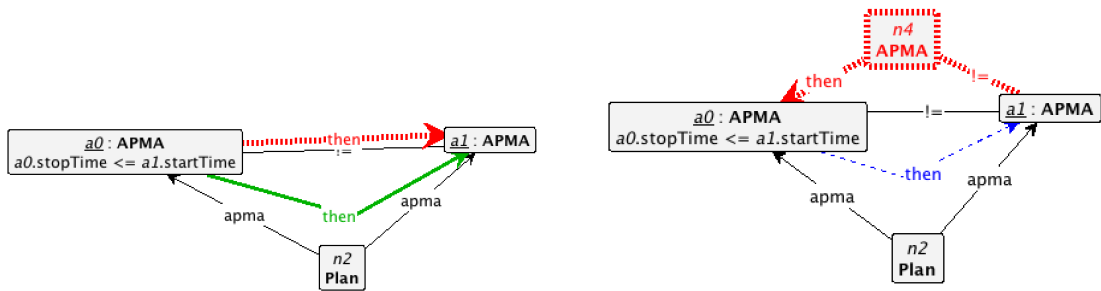 then
a0 : APMA
a0.stopTime <= a1.startTime
!=
a1 : APMA
then
apma
apma
n2
Plan
n4
APMA
then
!=
a0 : APMA
a0.stopTime <= a1.startTime
!=
a1 : APMA
then
apma
apma
n2
Plan